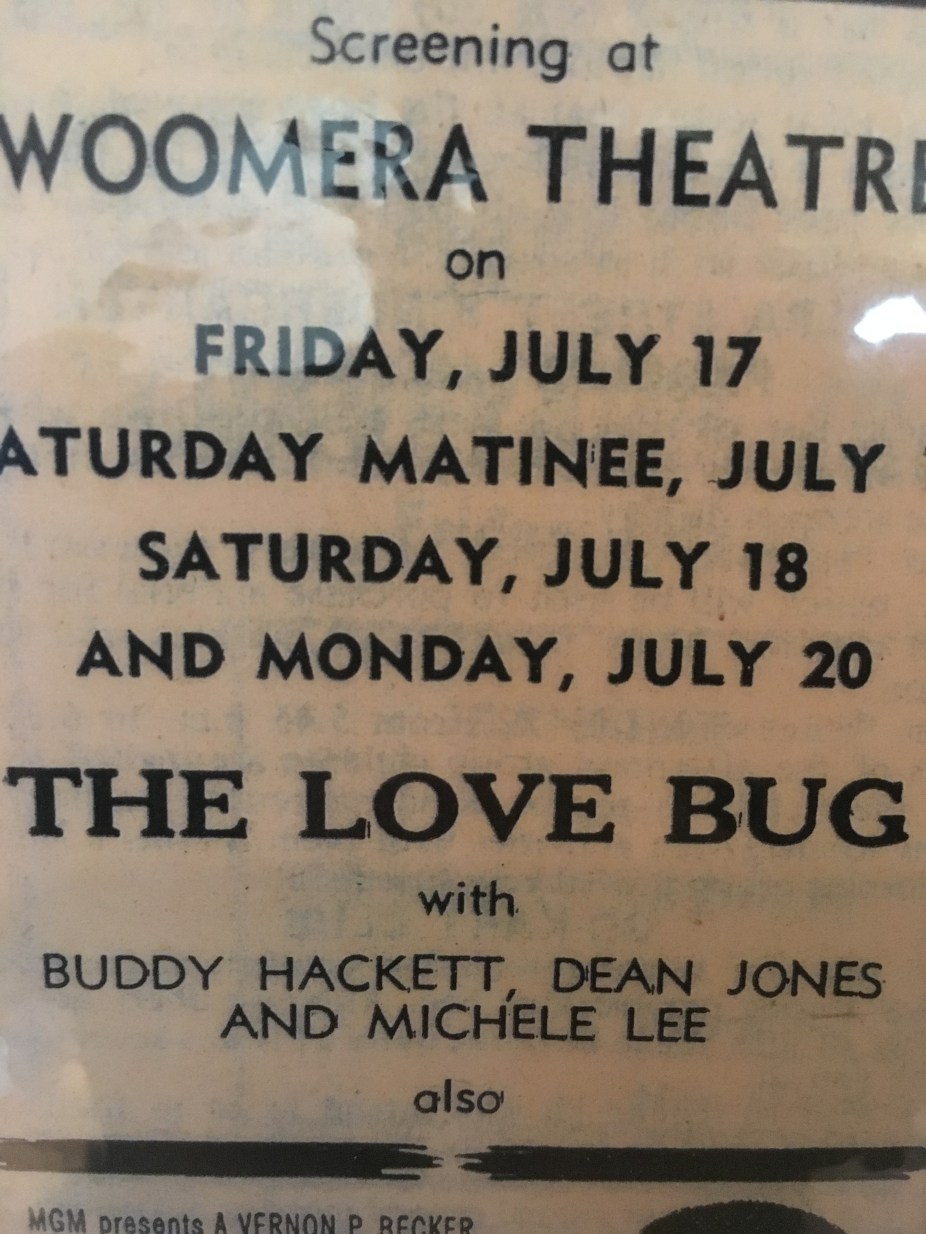 Screening at
WOOMERA THEATRE
on
FRIDAY, JULY 17
ATURDAY MATINEE, JULY
SATURDAY, JULY 18
AND MONDAY, JULY 20
THE LOVE BUG
with
BUDDY HACKETT, DEAN JONES
AND MICHELE LEE
also
MGM presents A VERNON P. BECKER